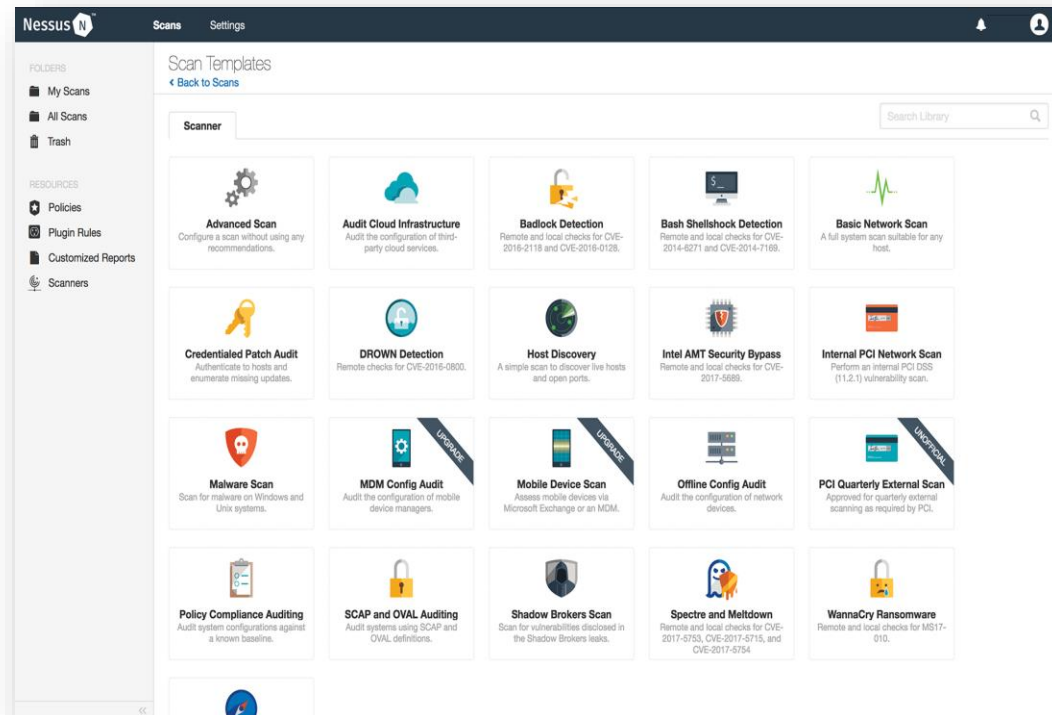 Nessus N ™
Scans Settings
FOLDERS
My Scans
All Scans
Trash
RESOURCES
Policies
Plugin Rules
Customized Reports
Scanners
Scan Templates
< Back to Scans
Scanner
Search Library
Advanced Scan
Configure a scan without using any
recommendations.
Audit Cloud Infrastructure
Audit the configuration of third-
party cloud services.
Badlock Detection
Remote and local checks for CVE-
2016-2118 and CVE-2016-0128.
$_
Bash Shellshock Detection
Remote and local checks for CVE-
2014-6271 and CVE-2014-7169.
Basic Network Scan
A full system scan suitable for any
host.
Credentialed Patch Audit
Authenticate to hosts and
enumerate missing updates.
DROWN Detection
Remote checks for CVE-2016-0800.
Host Discovery
A simple scan to discover live hosts
and open ports.
Intel AMT Security Bypass
Remote and local checks for CVE-
2017-5689.
Internal PCI Network Scan
Perform an internal PCI DSS
(11.2.1) vulnerability scan.
Malware Scan
Scan for malware on Windows and
Unix systems.
UPGRADE
MDM Config Audit
Audit the configuration of mobile
device managers.
UPGRADE
Mobile Device Scan
Assess mobile devices via
Microsoft Exchange or an MDM.
Offline Config Audit
Audit the configuration of network
devices.
UNOFFICIAL
PCI Quarterly External Scan
Approved for quarterly external
scanning as required by PCI.
Policy Compliance Auditing
Audit system configurations against
a known baseline.
SCAP and OVAL Auditing
Audit systems using SCAP and
OVAL definitions.
Shadow Brokers Scan
Scan for vulnerabilities disclosed in
the Shadow Brokers leaks.
Spectre and Meltdown
Remote and local checks for CVE-
2017-5753, CVE-2017-5715, and
CVE-2017-5754
WannaCry Ransomware
Remote and local checks for MS17-
010.